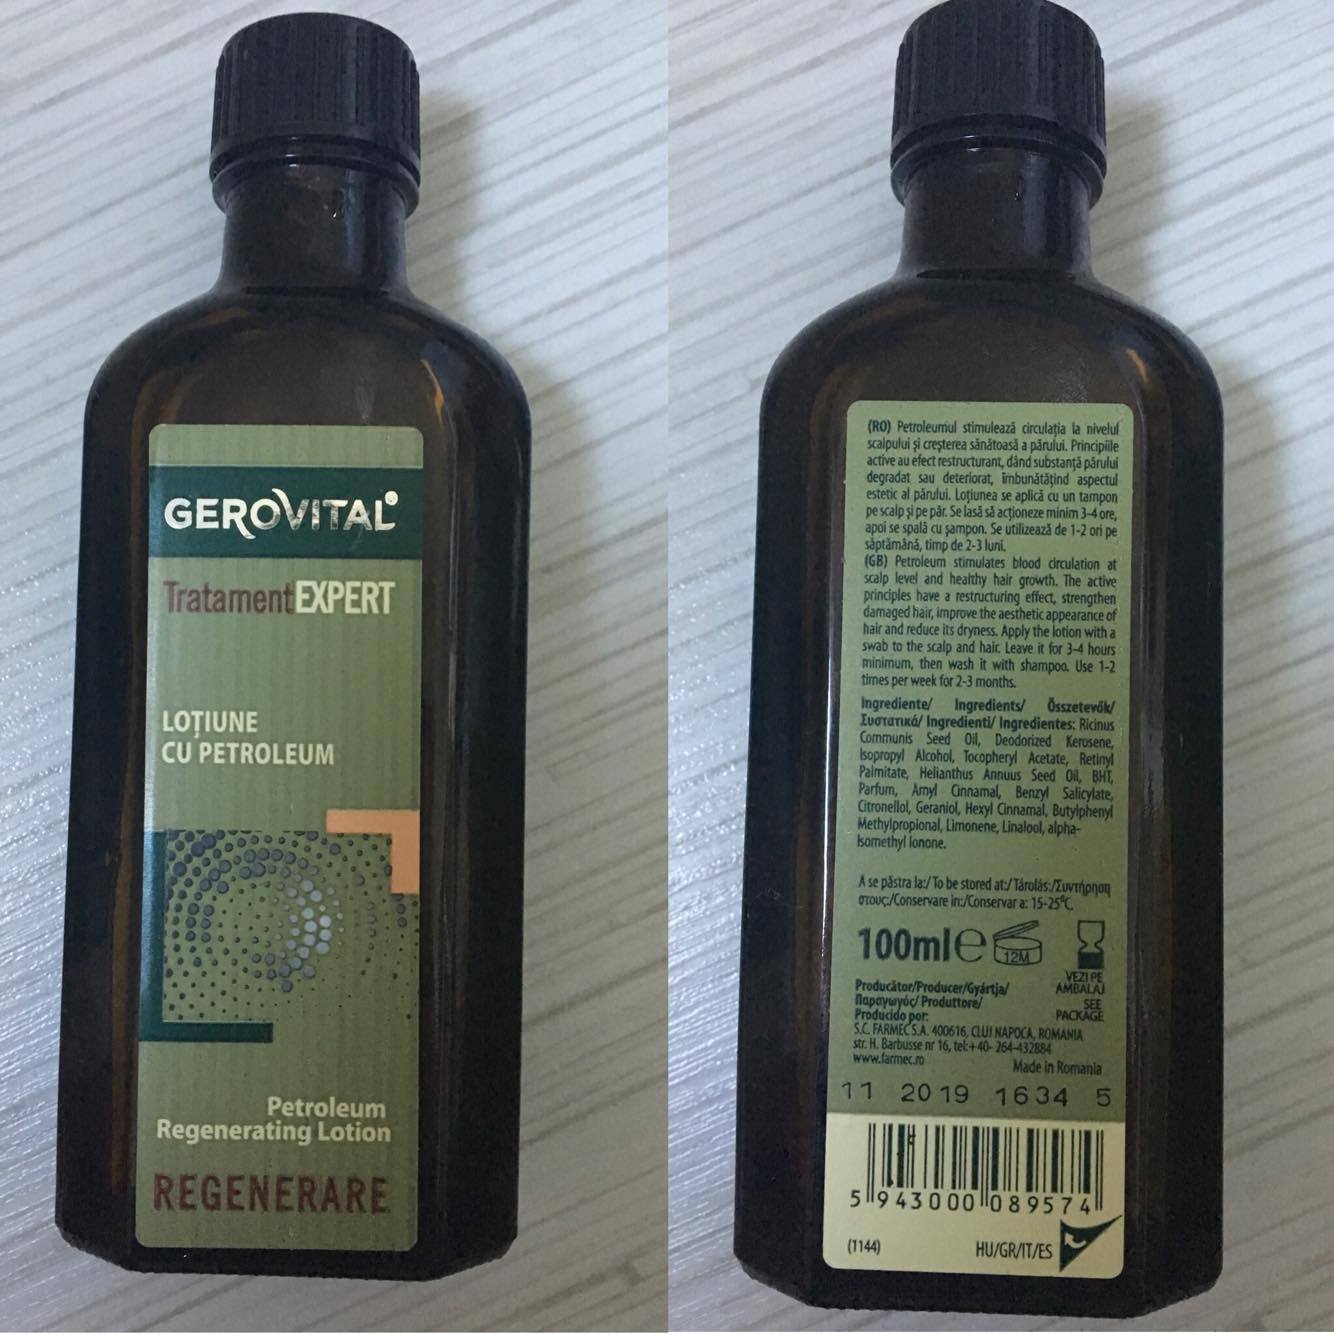 GEROVITAL
TratamentEXPERT
LOȚIUNE
CU PETROLEUM
Petroleum
Regenerating Lotion
REGENERARE
(RO) Petroleumul stimulează circulația la nivelul
scalpului și creșterea sănătoasă a părului. Principiile
active au efect restructurant, dând substanță părului
degradat sau deteriorat, îmbunătățind aspectul
estetic al părului. Loțiunea se aplică cu un tampon
pe scalp și pe păr. Se lasă să acționeze minim 3-4 ore,
apoi se spală cu șampon. Se utilizează de 1-2 ori pe
săptămână, timp de 2-3 luni.
(GB) Petroleum stimulates blood circulation at
scalp level and healthy hair growth. The active
principles have a restructuring effect, strengthen
damaged hair, improve the aesthetic appearance of
hair and reduce its dryness. Apply the lotion with a
swab to the scalp and hair. Leave it for 3-4 hours
minimum, then wash it with shampoo. Use 1-2
times per week for 2-3 months.
Ingrediente/ Ingredients/ Összetevők/
Συστατικά/ Ingredienti/ Ingredientes: Ricinus
Communis Seed Oil, Deodorized Kerosene,
Isopropyl Alcohol, Tocopheryl Acetate, Retinyl
Palmitate, Helianthus Annuus Seed Oil, BHT,
Parfum, Amyl Cinnamal, Benzyl Salicylate,
Citronellol, Geraniol, Hexyl Cinnamal, Butylphenyl
Methylpropional, Limonene, Linalool, alpha-
Isomethyl Ionone.
A se păstra la:/ To be stored at:/ Tárolás:/Συντήρηση
στους:/Conservare in:/Conservar a: 15-25°C
100ml e 12M
VEZI PE
AMBALAJ
SEE
PACKAGE
Producător/Producer/Gyártja/
Παραγωγός/ Produttore/
Producido por:
S.C. FARMEC S.A. 400616, CLUJ NAPOCA, ROMANIA
str. H. Barbusse nr 16, tel:+40- 264-432884
www.farmec.ro
Made in Romania
11 2019 1634 5
5 943000 089574
(1144)
HU/GR/IT/ES